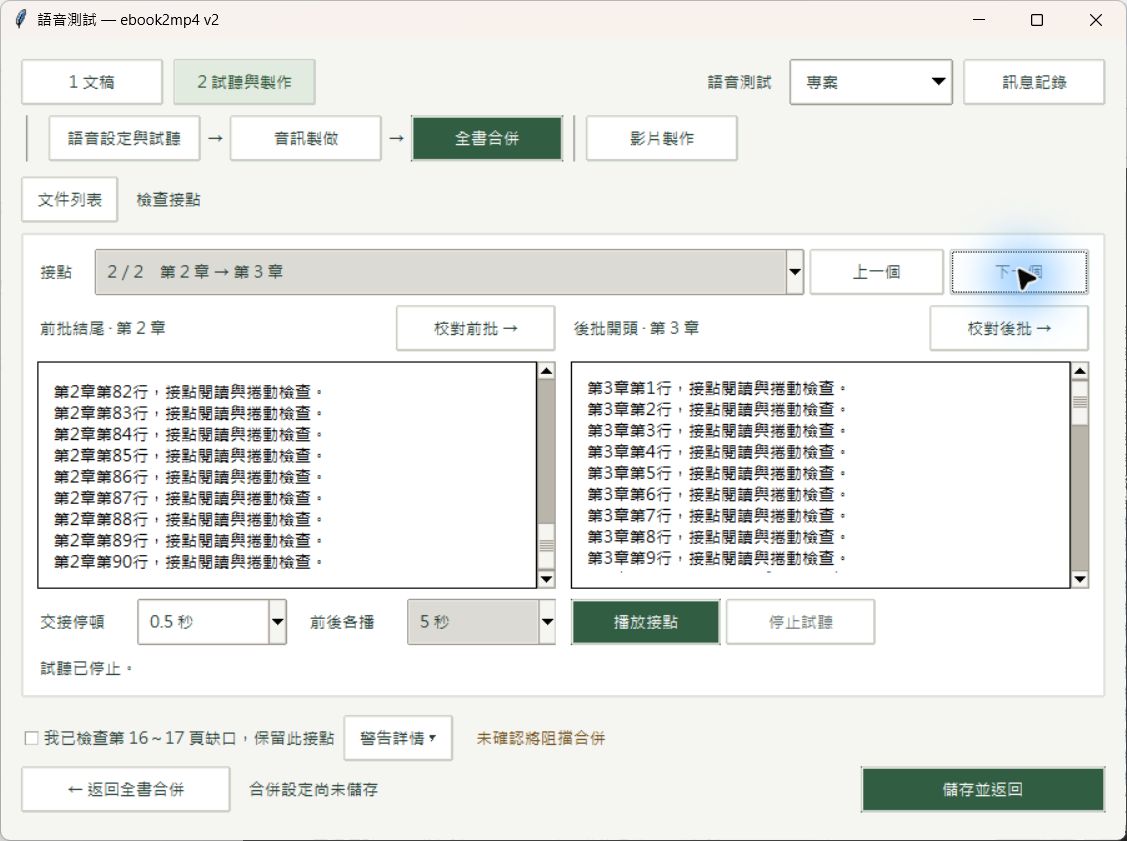 語音測試 — ebook2mp4 v2
1 文稿 2 試聽與製作 語音測試 專案 訊息記錄
語音設定與試聽 → 音訊製做 → 全書合併 影片製作
文件列表 檢查接點
接點 2 / 2 第 2 章 → 第 3 章 上一個 下一個
前批結尾 · 第 2 章 校對前批 → 後批開頭 · 第 3 章 校對後批 →
第2章第82行，接點閱讀與捲動檢查。
第2章第83行，接點閱讀與捲動檢查。
第2章第84行，接點閱讀與捲動檢查。
第2章第85行，接點閱讀與捲動檢查。
第2章第86行，接點閱讀與捲動檢查。
第2章第87行，接點閱讀與捲動檢查。
第2章第88行，接點閱讀與捲動檢查。
第2章第89行，接點閱讀與捲動檢查。
第2章第90行，接點閱讀與捲動檢查。
第3章第1行，接點閱讀與捲動檢查。
第3章第2行，接點閱讀與捲動檢查。
第3章第3行，接點閱讀與捲動檢查。
第3章第4行，接點閱讀與捲動檢查。
第3章第5行，接點閱讀與捲動檢查。
第3章第6行，接點閱讀與捲動檢查。
第3章第7行，接點閱讀與捲動檢查。
第3章第8行，接點閱讀與捲動檢查。
第3章第9行，接點閱讀與捲動檢查。
交接停頓 0.5 秒 前後各播 5 秒 播放接點 停止試聽
試聽已停止。
我已檢查第 16～17 頁缺口，保留此接點 警告詳情 ▾ 未確認將阻擋合併
← 返回全書合併 合併設定尚未儲存 儲存並返回